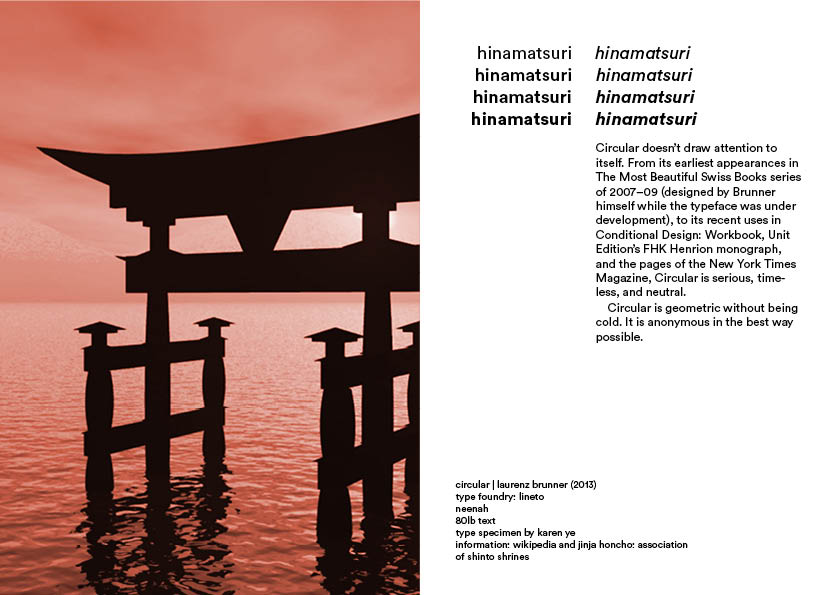 hinamatsuri hinamatsuri
hinamatsuri hinamatsuri
hinamatsuri hinamatsuri
hinamatsuri hinamatsuri
Circular doesn’t draw attention to
itself. From its earliest appearances in
The Most Beautiful Swiss Books series
of 2007–09 (designed by Brunner
himself while the typeface was under
development), to its recent uses in
Conditional Design: Workbook, Unit
Edition’s FHK Henrion monograph,
and the pages of the New York Times
Magazine, Circular is serious, time-
less, and neutral.
Circular is geometric without being
cold. It is anonymous in the best way
possible.
circular | laurenz brunner (2013)
type foundry: lineto
neenah
80lb text
type specimen by karen ye
information: wikipedia and jinja honcho: association
of shinto shrines